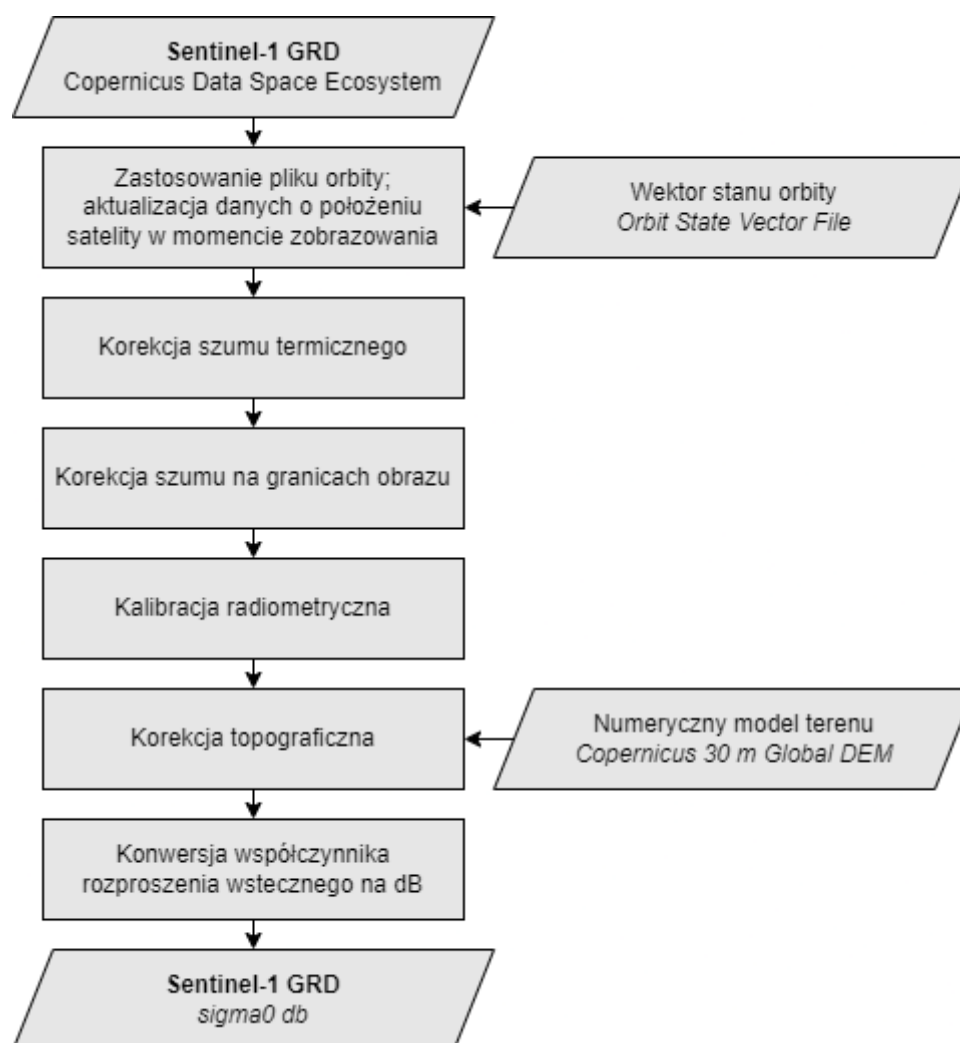 Sentinel-1 GRD
Copernicus Data Space Ecosystem
Zastosowanie pliku orbity;
aktualizacja danych o położeniu
satelity w momencie zobrazowania
Wektor stanu orbity
Orbit State Vector File
Korekcja szumu termicznego
Korekcja szumu na granicach obrazu
Kalibracja radiometryczna
Korekcja topograficzna
Numeryczny model terenu
Copernicus 30 m Global DEM
Konwersja współczynnika
rozproszenia wstecznego na dB
Sentinel-1 GRD
sigma0 db